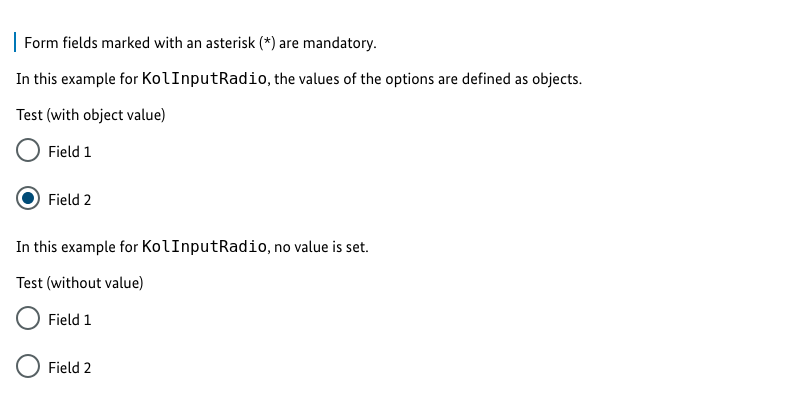 Form fields marked with an asterisk (*) are mandatory.
In this example for KolInputRadio, the values of the options are defined as objects.
Test (with object value)
Field 1
Field 2
In this example for KolInputRadio, no value is set.
Test (without value)
Field 1
Field 2